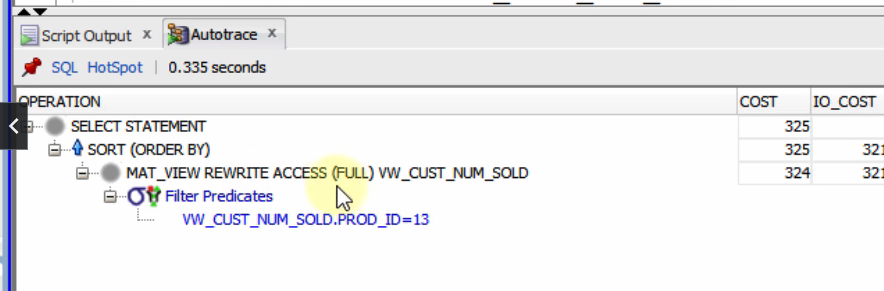 Script Output x Autotrace x
SQL HotSpot | 0.335 seconds
OPERATION COST IO_COST
SELECT STATEMENT 325
SORT (ORDER BY) 325 321
MAT_VIEW REWRITE ACCESS (FULL) VW_CUST_NUM_SOLD 324 321
Filter Predicates
VW_CUST_NUM_SOLD.PROD_ID=13